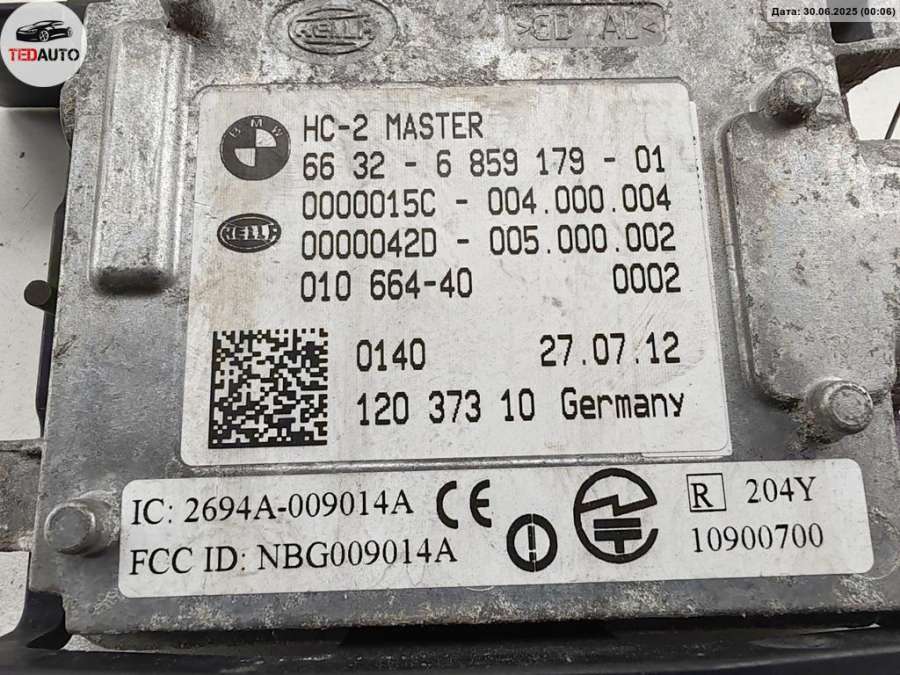 Дата: 30.06.2025 (00:06)
TEDAUTO
HELLA
BMW
HC-2 MASTER
66 32 - 6 859 179 - 01
0000015C - 004.000.004
HELLA
0000042D - 005.000.002
010 664-40 0002
0140 27.07.12
120 373 10 Germany
IC: 2694A-009014A CE R 204Y
FCC ID: NBG009014A 10900700